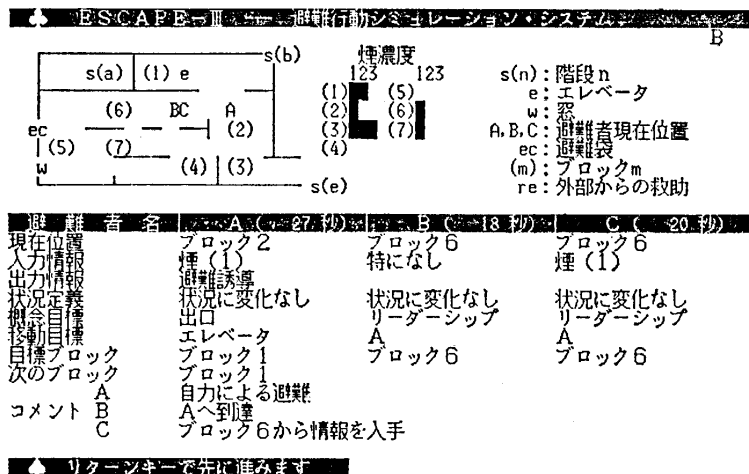 ESCAPE-Ⅲ 避難行動シミュレーション・システム
B
s(b)
煙濃度
123 123
s(a) (1) e
(1) (5)
(2) (6)
(3) (7)
(4)
(6) BC A
(2)
ec
(5) (7)
w
(4) (3)
s(e)
s(n):階段n
e:エレベータ
w:窓
A,B,C:避難者現在位置
ec:避難袋
(m):ブロックm
re:外部からの救助
避難者名 A( 27秒) B( 18秒) C( 20秒)
現在位置 ブロック2 ブロック6 ブロック6
入力情報 煙(1) 特になし 煙(1)
出力情報 避難誘導
状況定義 状況に変化なし 状況に変化なし 状況に変化なし
概念目標 出口 リーダーシップ リーダーシップ
移動目標 エレベータ A A
目標ブロック ブロック1 ブロック6 ブロック6
次のブロック ブロック1
A 自力による避難
コメント B Aへ到達
C ブロック6から情報を入手
リターンキーで先に進みます